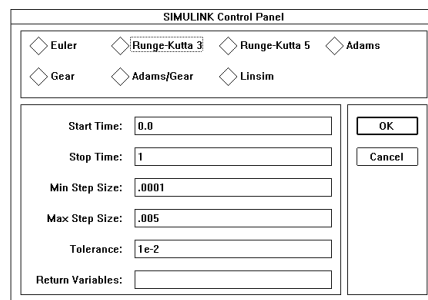 SIMULINK Control Panel
Euler Runge-Kutta 3 Runge-Kutta 5 Adams
Gear Adams/Gear Linsim
Start Time: 0.0
Stop Time: 1
Min Step Size: .0001
Max Step Size: .005
Tolerance: 1e-2
Return Variables:
OK
Cancel